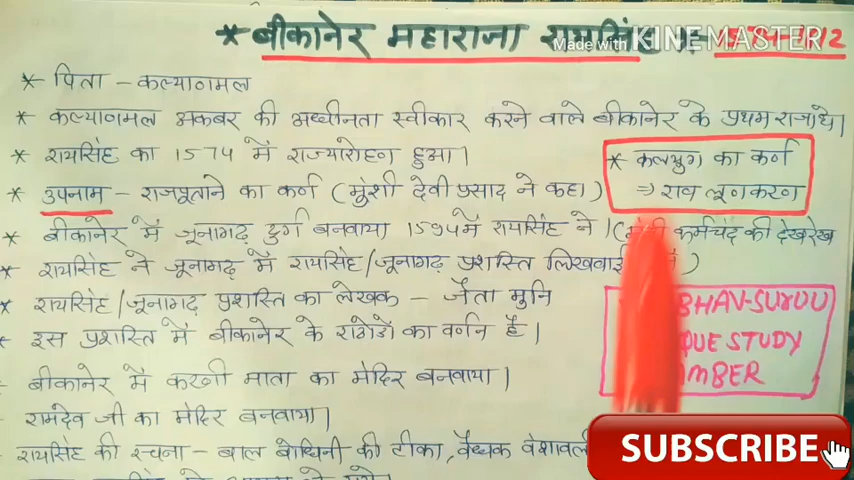 * बीकानेर महाराजा रायसिंह
Made with KINEMASTER
* पिता - कल्याणमल
* कल्याणमल अकबर की अधीनता स्वीकार करने वाले बीकानेर के प्रथम राजा थे।
* रायसिंह का 1574 में राज्यारोहण हुआ।
* कलयुग का कर्ण
⇒ राव लूणकरण
* उपनाम - राजपूताने का कर्ण (मुंशी देवी प्रसाद ने कहा)
* बीकानेर में जूनागढ़ दुर्ग बनवाया 1594में रायसिंह ने।( कर्मचंद की देखरेख
* रायसिंह ने जूनागढ़ में रायसिंह/जूनागढ़ प्रशस्ति लिखवाई )
* रायसिंह/जूनागढ़ प्रशस्ति का लेखक - जैता मुनि
* इस प्रशस्ति में बीकानेर के राठोडों का वर्णन है।
BHAV-SURDU
QUE STUDY
MBER
- बीकानेर में करणी माता का मंदिर बनवाया।
- रामदेव जी का मंदिर बनवाया।
- रायसिंह की रचना - बाल बोधिनी की टीका, वैधक वंशावली
SUBSCRIBE